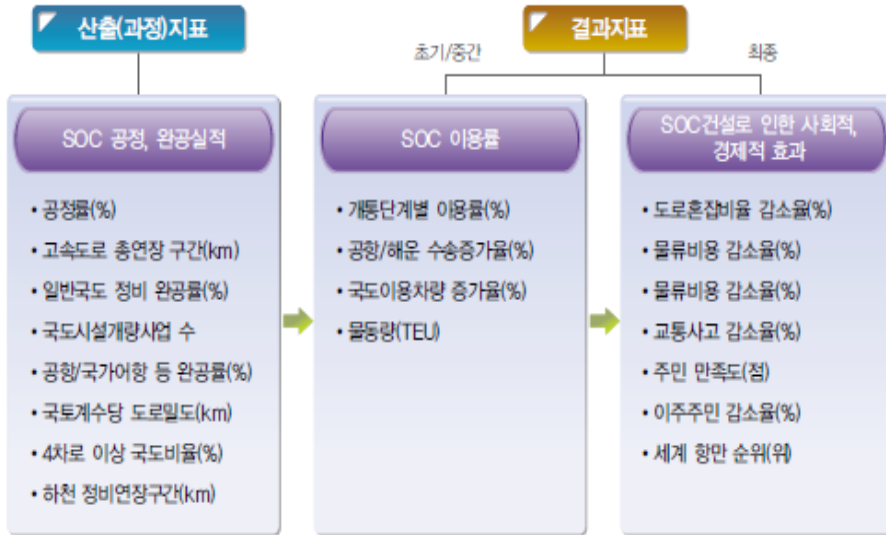 산출(과정)지표
결과지표
초기/중간
최종
SOC 공정, 완공실적
• 공정률(%)
• 고속도로 총연장 구간(km)
• 일반국도 정비 완공률(%)
• 국도시설개량사업 수
• 공항/국가어항 등 완공률(%)
• 국토계수당 도로밀도(km)
• 4차로 이상 국도비율(%)
• 하천 정비연장구간(km)
SOC 이용률
• 개통단계별 이용률(%)
• 공항/해운 수송증가율(%)
• 국도이용차량 증가율(%)
• 물동량(TEU)
SOC건설로 인한 사회적,
경제적 효과
• 도로혼잡비율 감소율(%)
• 물류비용 감소율(%)
• 물류비용 감소율(%)
• 교통사고 감소율(%)
• 주민 만족도(점)
• 이주주민 감소율(%)
• 세계 항만 순위(위)